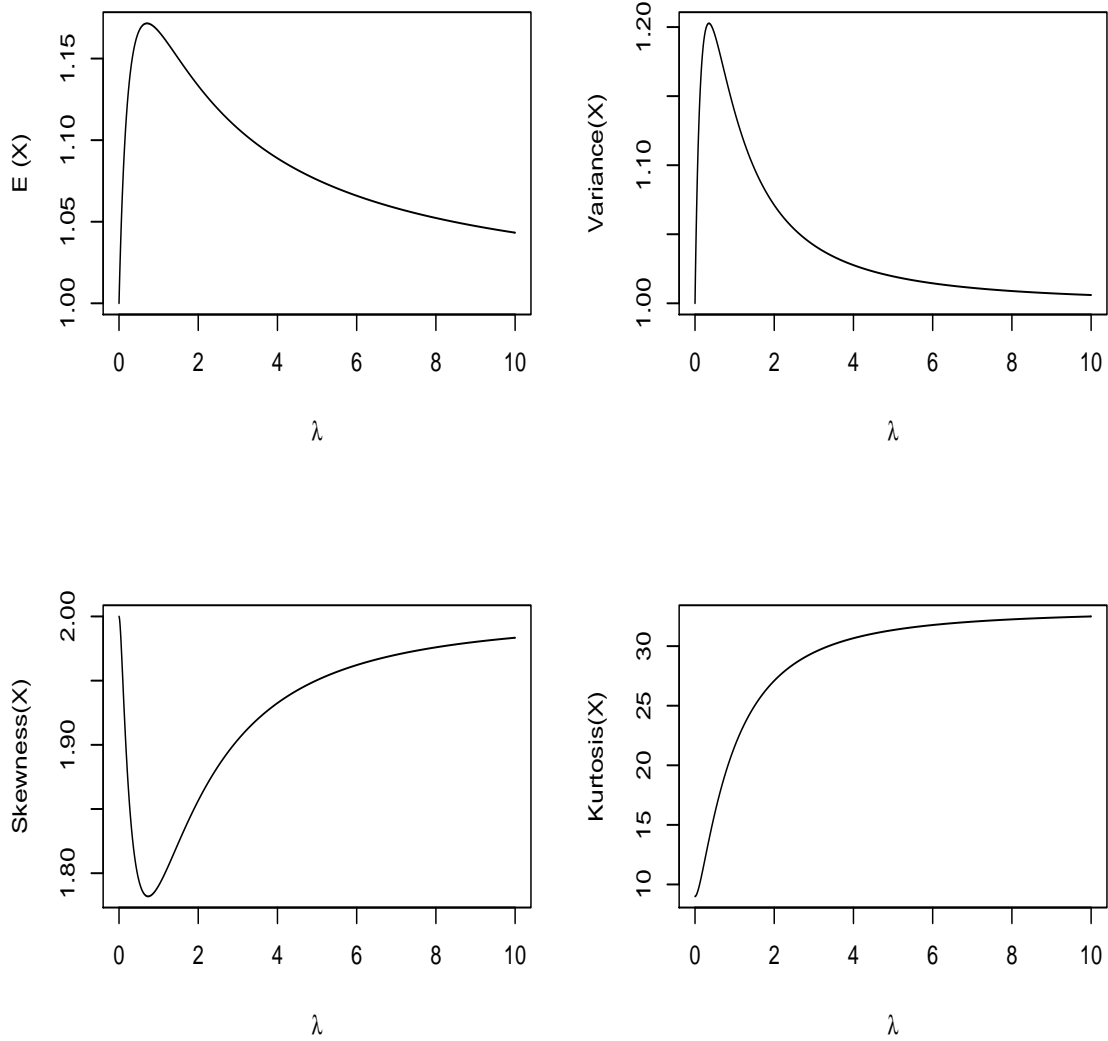 E (X)
1.00 1.05 1.10 1.15
0 2 4 6 8 10
λ
Variance(X)
1.00 1.10 1.20
0 2 4 6 8 10
λ
Skewness(X)
1.80 1.90 2.00
0 2 4 6 8 10
λ
Kurtosis(X)
10 15 20 25 30
0 2 4 6 8 10
λ